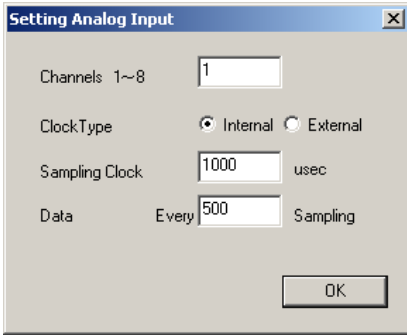 Setting Analog Input
Channels 1~8 1
ClockType Internal External
Sampling Clock 1000 usec
Data Every 500 Sampling
OK